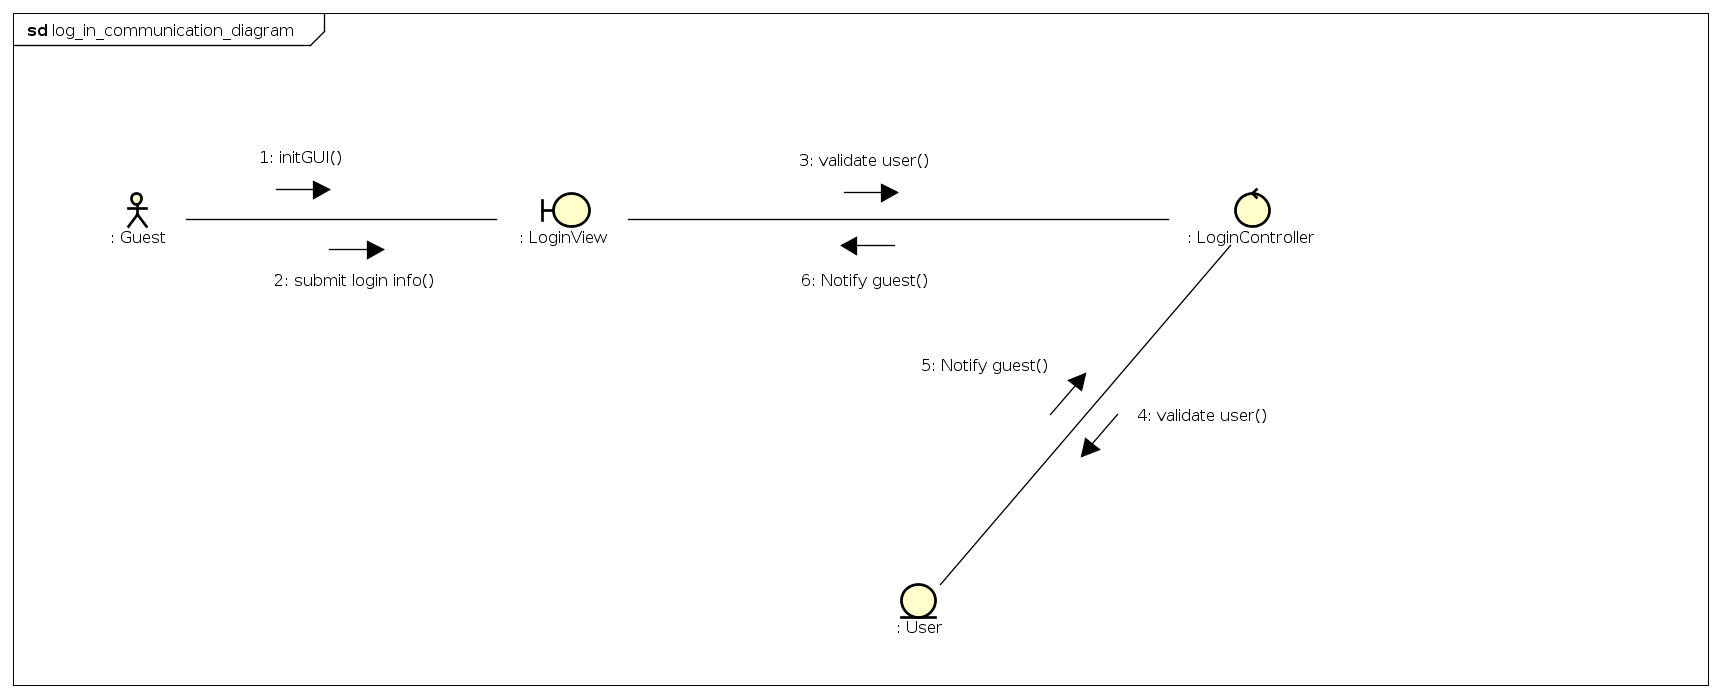 sd log_in_communication_diagram
1: initGUI()
3: validate user()
: Guest
: LoginView
: LoginController
2: submit login info()
6: Notify guest()
5: Notify guest()
4: validate user()
: User